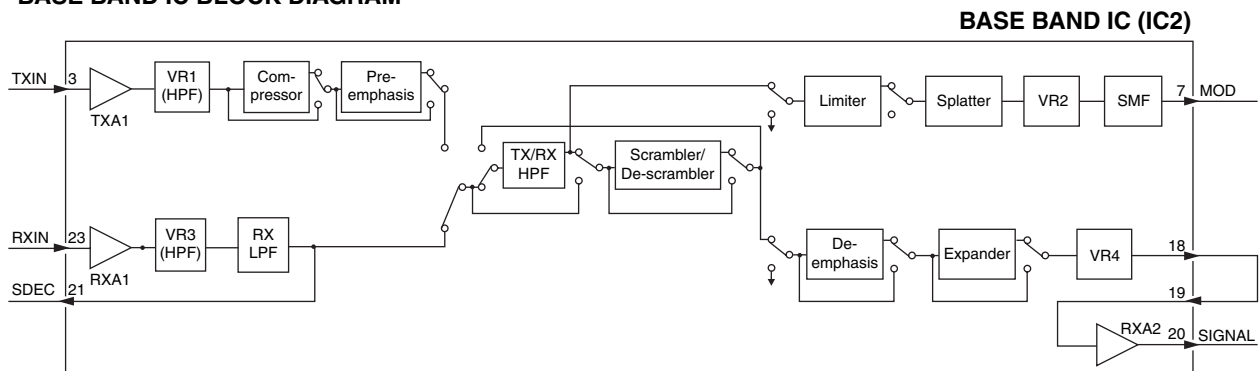 BASE BAND IC BLOCK DIAGRAM
BASE BAND IC (IC2)
TXIN
3
TXA1
VR1
(HPF)
Com-
pressor
Pre-
emphasis
Limiter
Splatter
VR2
SMF
7
MOD
TX/RX
HPF
Scrambler/
De-scrambler
RXIN
23
RXA1
VR3
(HPF)
RX
LPF
De-
emphasis
Expander
VR4
18
SDEC
21
19
RXA2
20
SIGNAL